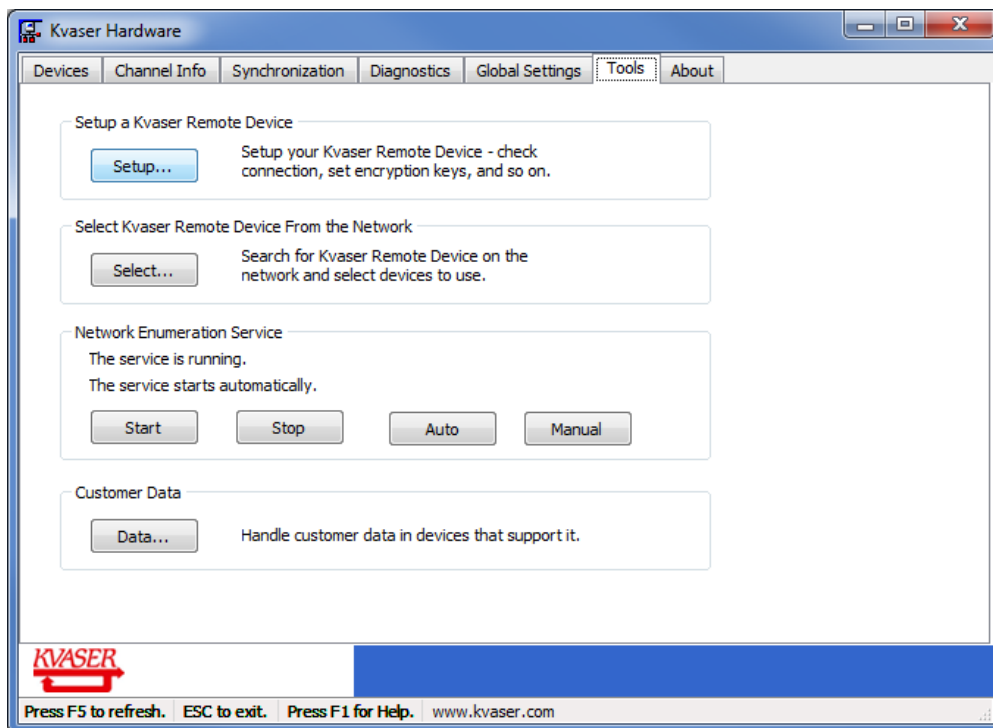 Kvaser Hardware
Devices Channel Info Synchronization Diagnostics Global Settings Tools About
Setup a Kvaser Remote Device
Setup...
Setup your Kvaser Remote Device - check
connection, set encryption keys, and so on.
Select Kvaser Remote Device From the Network
Select...
Search for Kvaser Remote Device on the
network and select devices to use.
Network Enumeration Service
The service is running.
The service starts automatically.
Start Stop Auto Manual
Customer Data
Data...
Handle customer data in devices that support it.
KVASER
Press F5 to refresh. ESC to exit. Press F1 for Help. www.kvaser.com